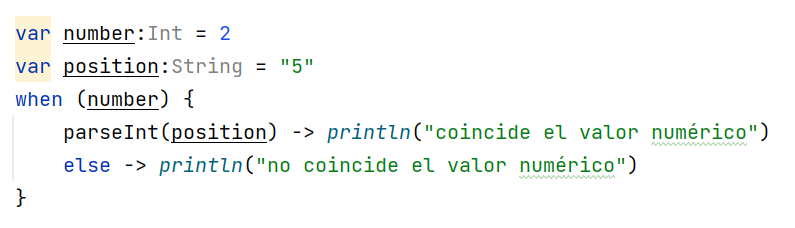 var number:Int = 2
var position:String = "5"
when (number) {
    parseInt(position) -> println("coincide el valor numérico")
    else -> println("no coincide el valor numérico")
}